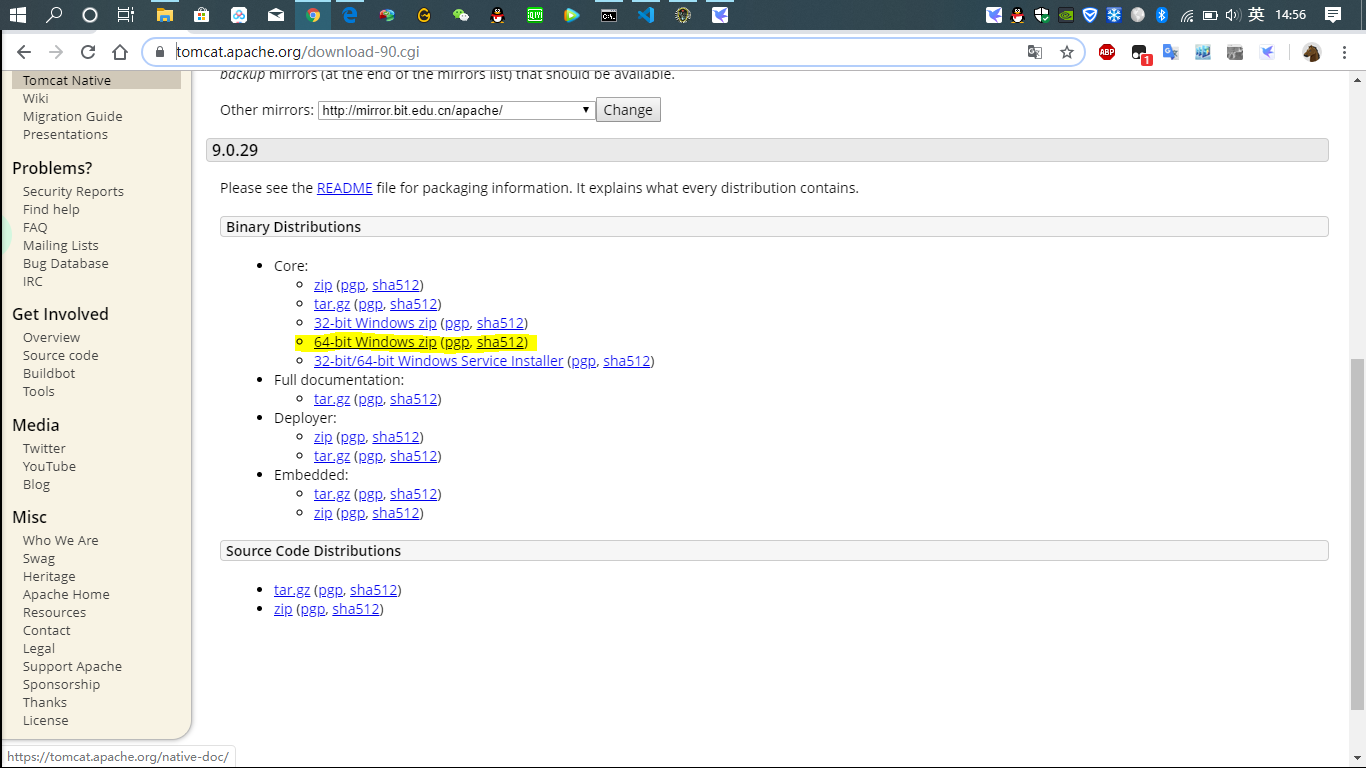 英 14:56
tomcat.apache.org/download-90.cgi
ABP
1
Tomcat Native
Wiki
Migration Guide
Presentations
Problems?
Security Reports
Find help
FAQ
Mailing Lists
Bug Database
IRC
Get Involved
Overview
Source code
Buildbot
Tools
Media
Twitter
YouTube
Blog
Misc
Who We Are
Swag
Heritage
Apache Home
Resources
Contact
Legal
Support Apache
Sponsorship
Thanks
License
backup mirrors (at the end of the mirrors list) that should be available.
Other mirrors: http://mirror.bit.edu.cn/apache/ Change
9.0.29
Please see the README file for packaging information. It explains what every distribution contains.
Binary Distributions
Core:
zip (pgp, sha512)
tar.gz (pgp, sha512)
32-bit Windows zip (pgp, sha512)
64-bit Windows zip (pgp, sha512)
32-bit/64-bit Windows Service Installer (pgp, sha512)
Full documentation:
tar.gz (pgp, sha512)
Deployer:
zip (pgp, sha512)
tar.gz (pgp, sha512)
Embedded:
tar.gz (pgp, sha512)
zip (pgp, sha512)
Source Code Distributions
tar.gz (pgp, sha512)
zip (pgp, sha512)
https://tomcat.apache.org/native-doc/